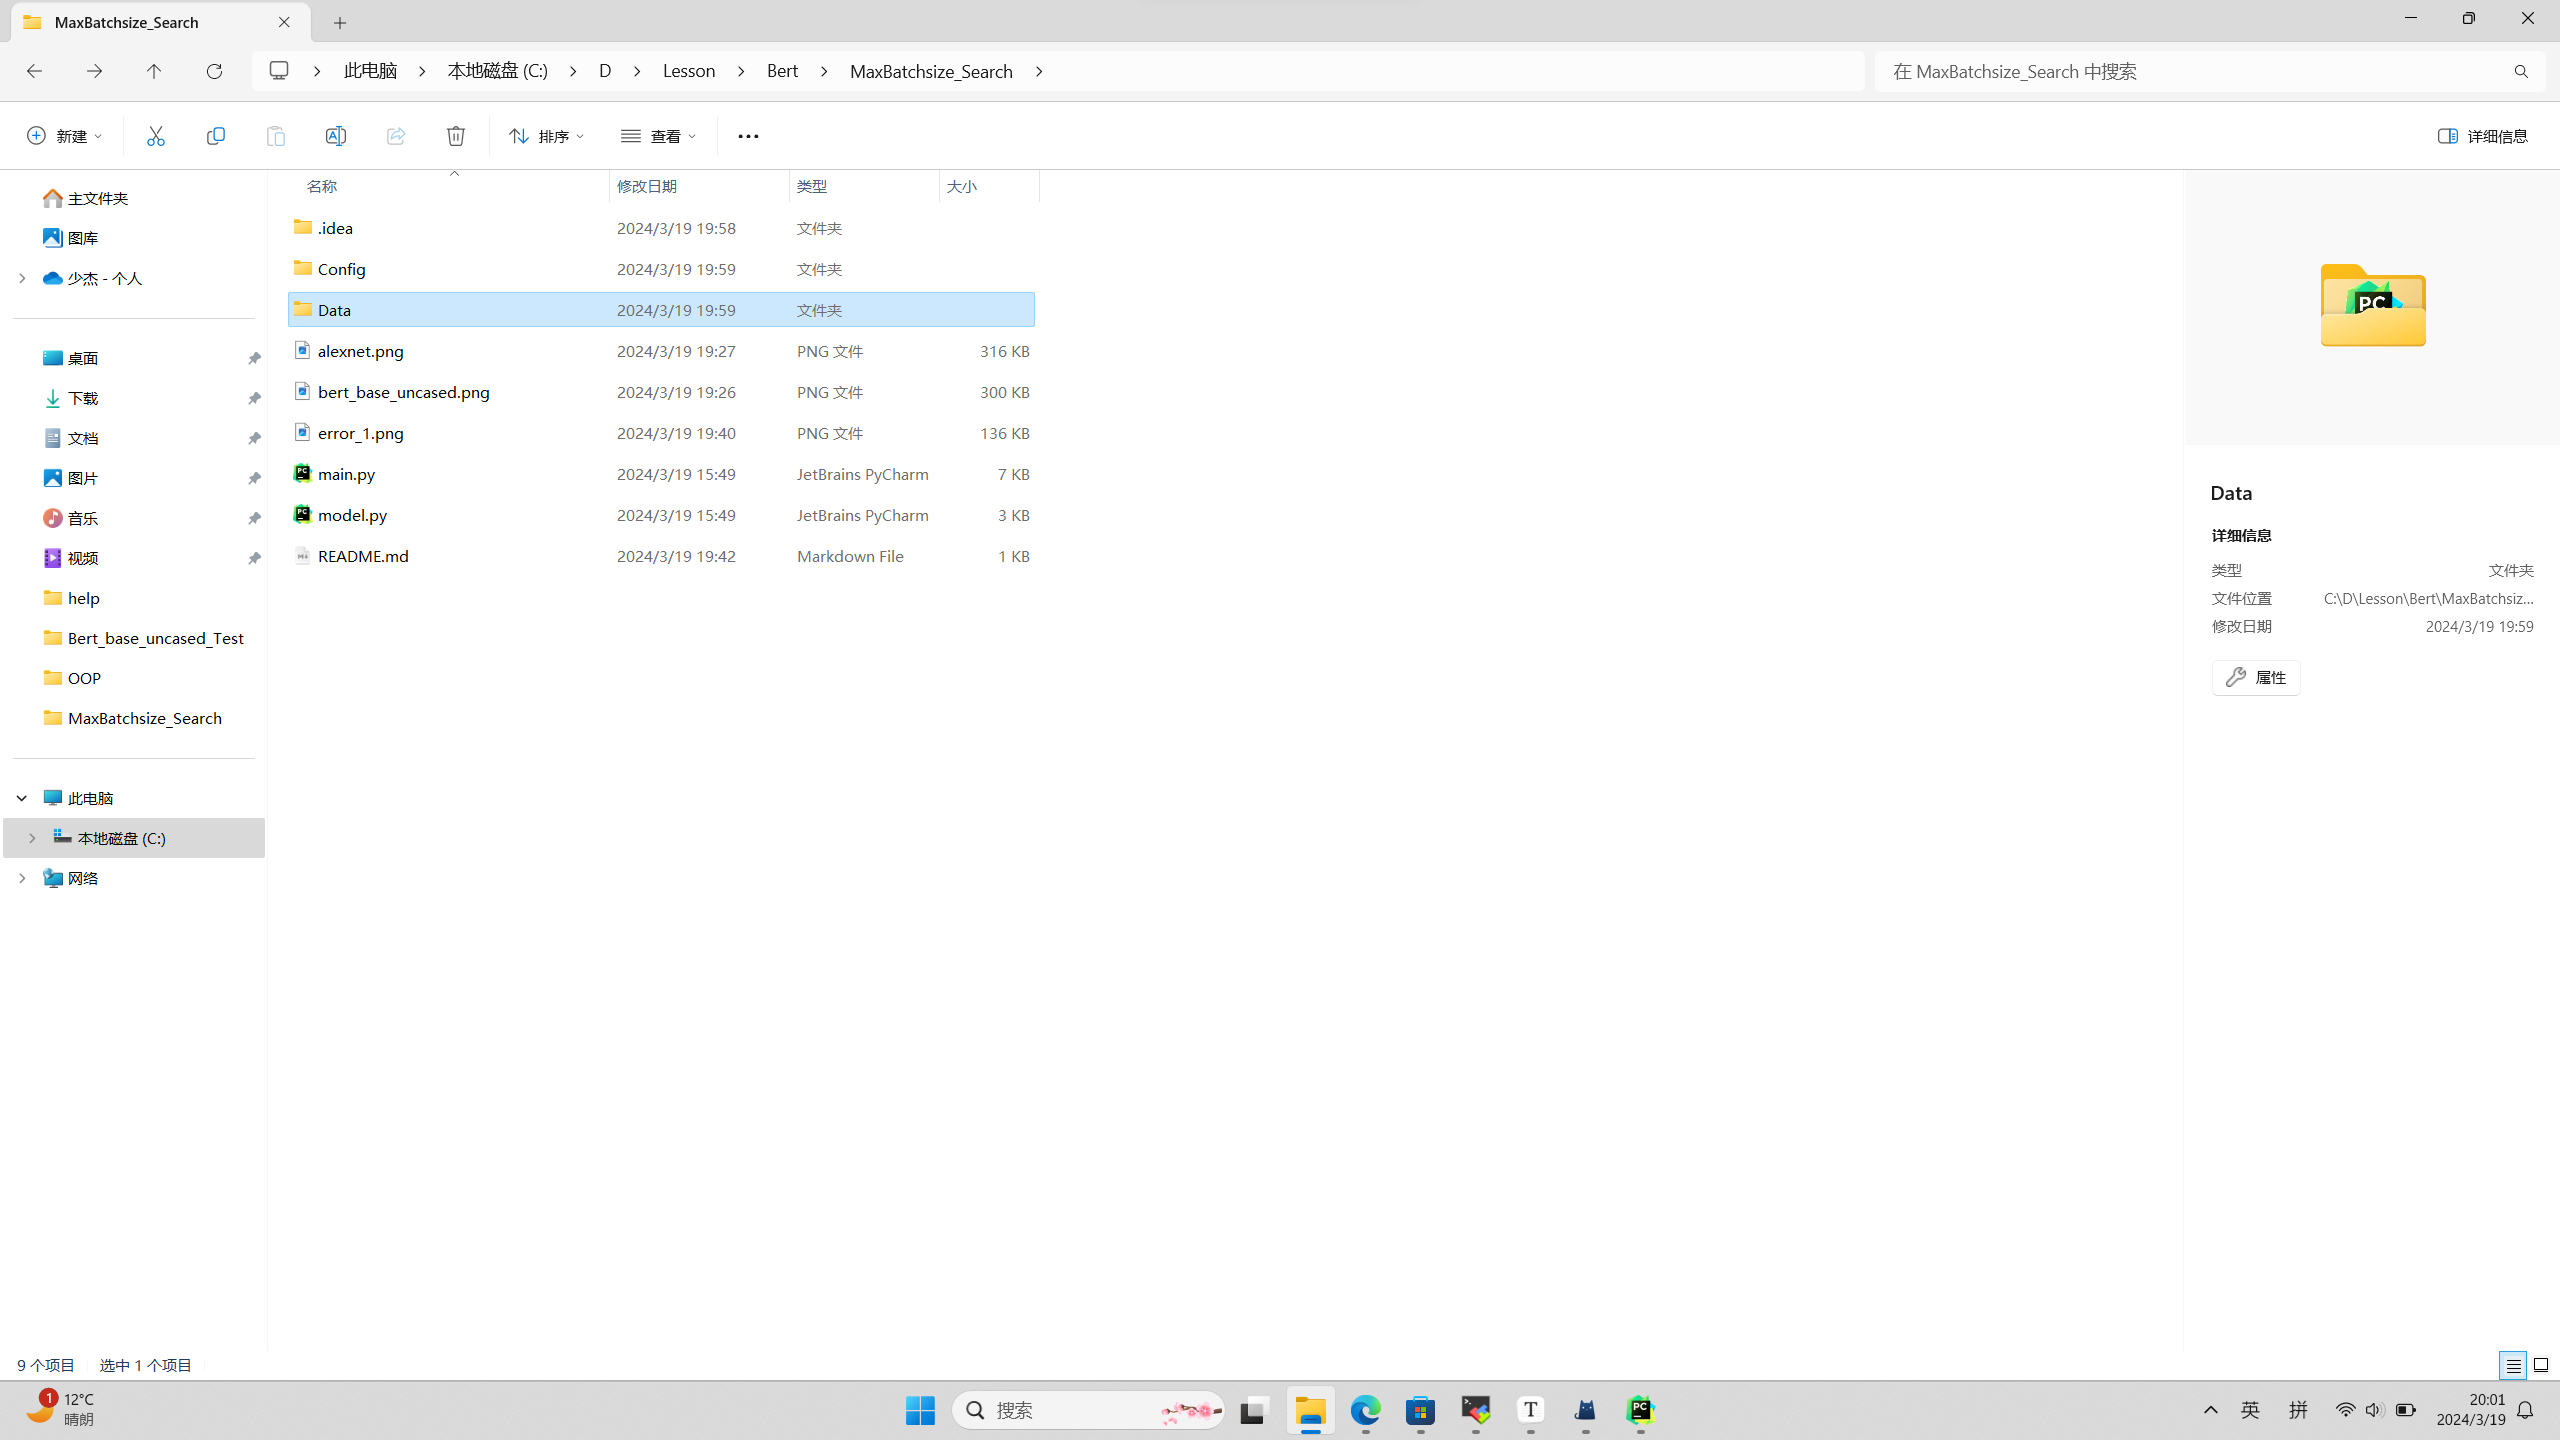 MaxBatchsize_Search
此电脑 本地磁盘 (C:) D Lesson Bert MaxBatchsize_Search
在 MaxBatchsize_Search 中搜索
新建 排序 查看 详细信息
主文件夹
图库
少杰 - 个人
桌面
下载
文档
图片
音乐
视频
help
Bert_base_uncased_Test
OOP
MaxBatchsize_Search
此电脑
本地磁盘 (C:)
网络
名称 修改日期 类型 大小
.idea 2024/3/19 19:58 文件夹
Config 2024/3/19 19:59 文件夹
Data 2024/3/19 19:59 文件夹
alexnet.png 2024/3/19 19:27 PNG 文件 316 KB
bert_base_uncased.png 2024/3/19 19:26 PNG 文件 300 KB
error_1.png 2024/3/19 19:40 PNG 文件 136 KB
main.py 2024/3/19 15:49 JetBrains PyCharm 7 KB
model.py 2024/3/19 15:49 JetBrains PyCharm 3 KB
README.md 2024/3/19 19:42 Markdown File 1 KB
PC
Data
详细信息
类型 文件夹
文件位置 C:\D\Lesson\Bert\MaxBatchsiz...
修改日期 2024/3/19 19:59
属性
9 个项目 选中 1 个项目
1 12°C
晴朗
搜索
T
PC
英 拼
20:01
2024/3/19